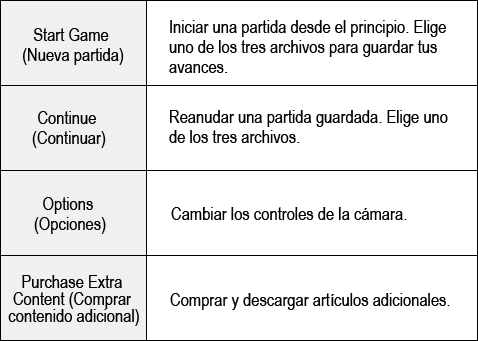 Start Game
(Nueva partida)
Iniciar una partida desde el principio. Elige
uno de los tres archivos para guardar tus
avances.
Continue
(Continuar)
Reanudar una partida guardada. Elige uno
de los tres archivos.
Options
(Opciones)
Cambiar los controles de la cámara.
Purchase Extra
Content (Comprar
contenido adicional)
Comprar y descargar artículos adicionales.